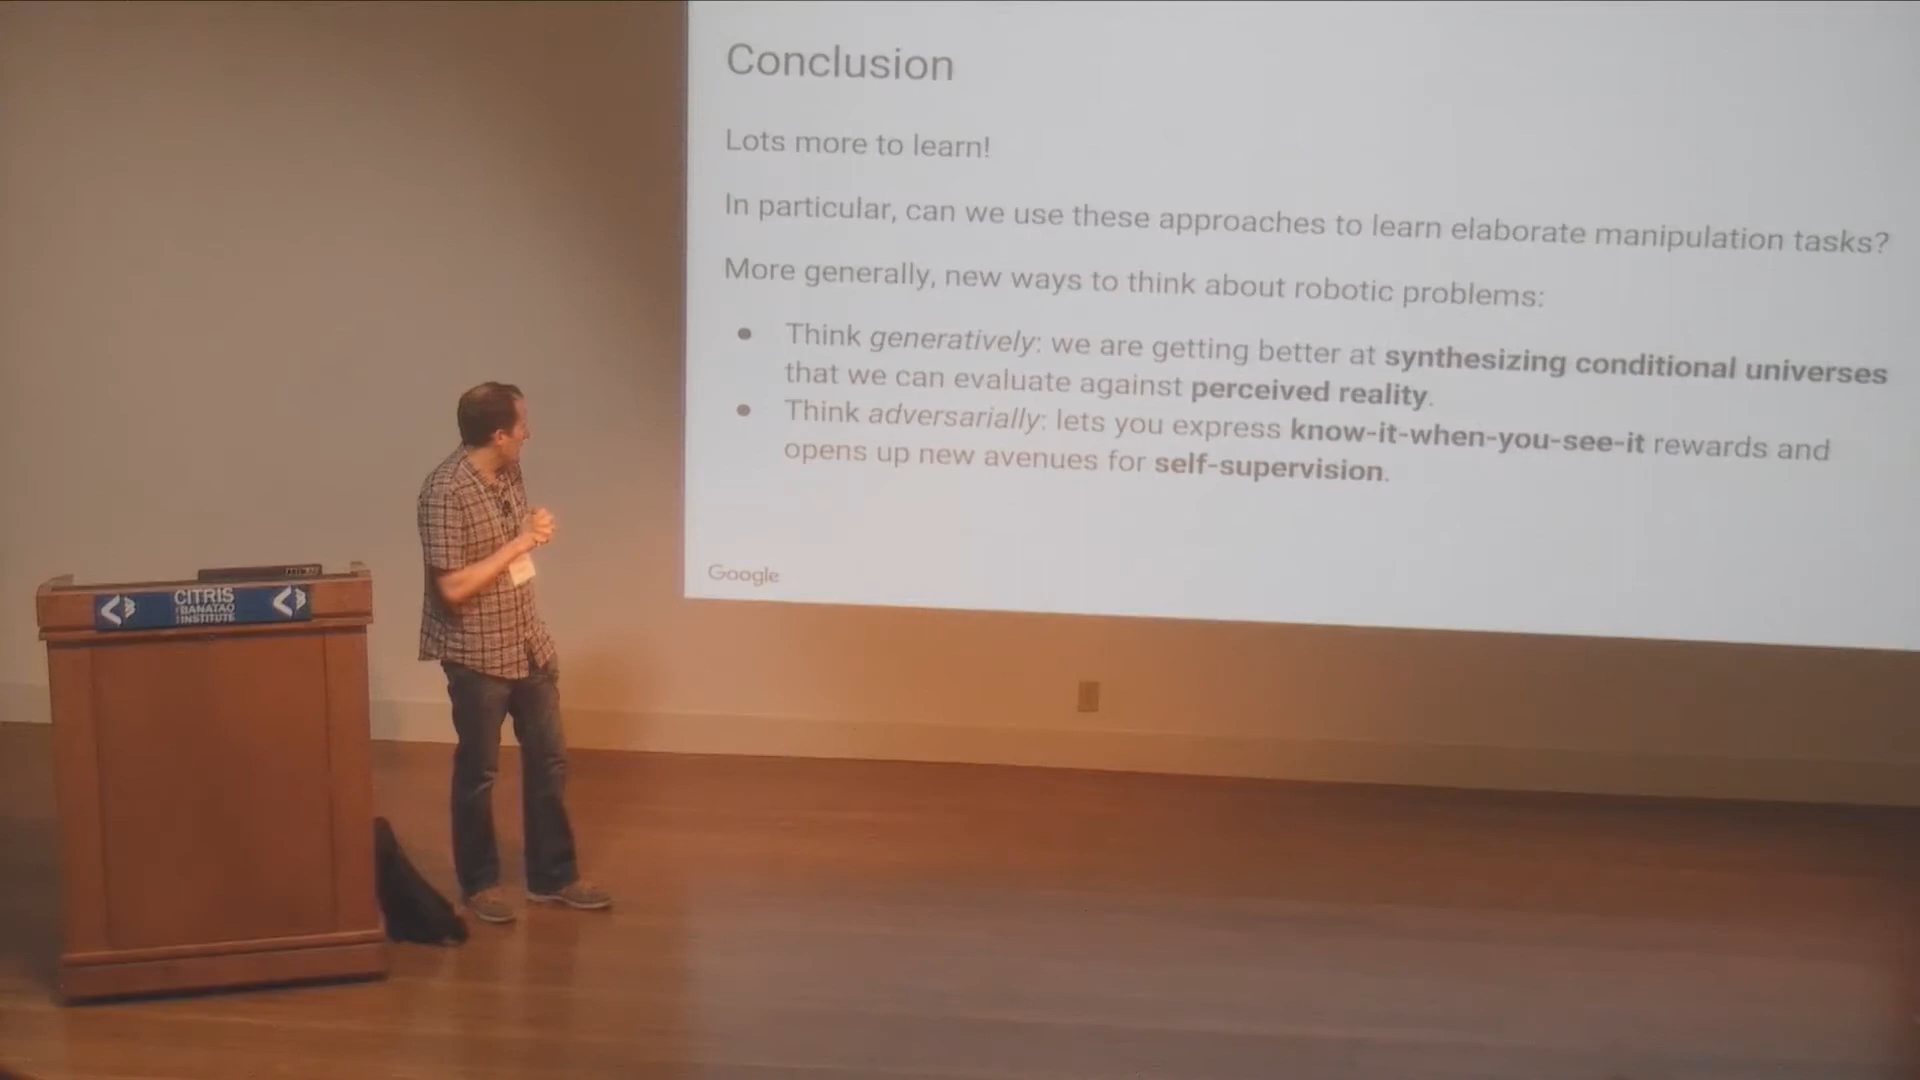 Conclusion
Lots more to learn!
In particular, can we use these approaches to learn elaborate manipulation tasks?
More generally, new ways to think about robotic problems:
● Think generatively: we are getting better at synthesizing conditional universes
that we can evaluate against perceived reality.
● Think adversarially: lets you express know-it-when-you-see-it rewards and
opens up new avenues for self-supervision.
Google
CITRIS
BANATAO
INSTITUTE